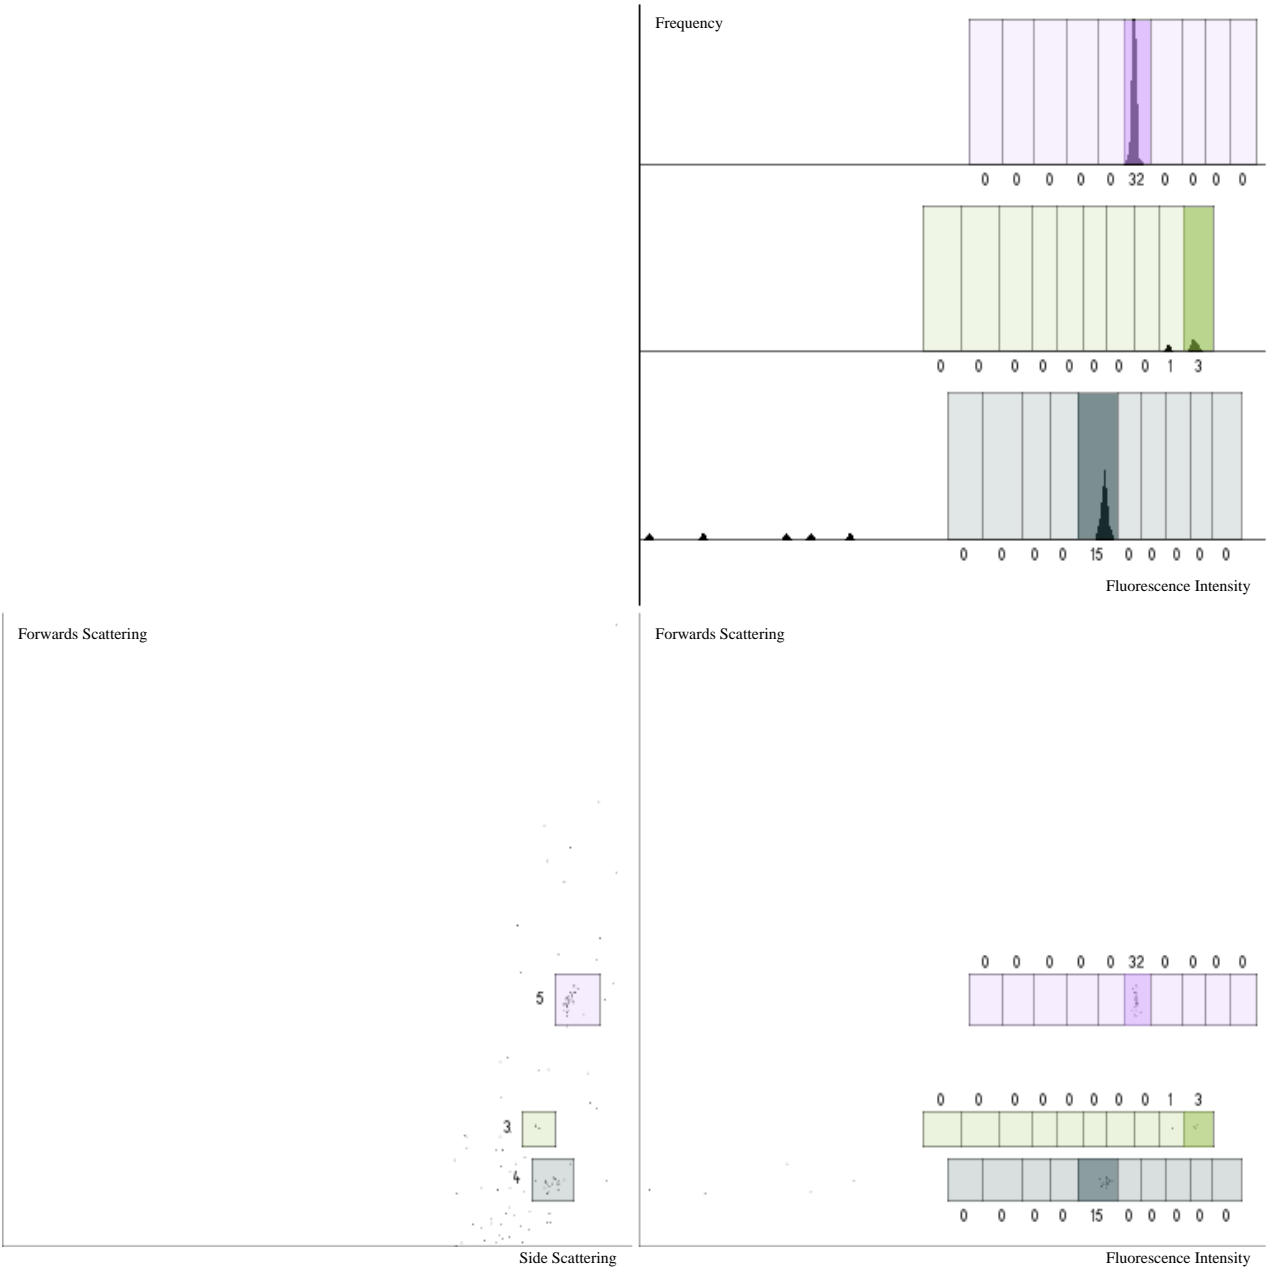 Frequency
0 0 0 0 0 32 0 0 0 0
0 0 0 0 0 0 0 0 1 3
0 0 0 0 15 0 0 0 0 0
Fluorescence Intensity
Forwards Scattering
5
3
4
Side Scattering
Forwards Scattering
0 0 0 0 0 32 0 0 0 0
0 0 0 0 0 0 0 0 1 3
0 0 0 0 15 0 0 0 0 0
Fluorescence Intensity